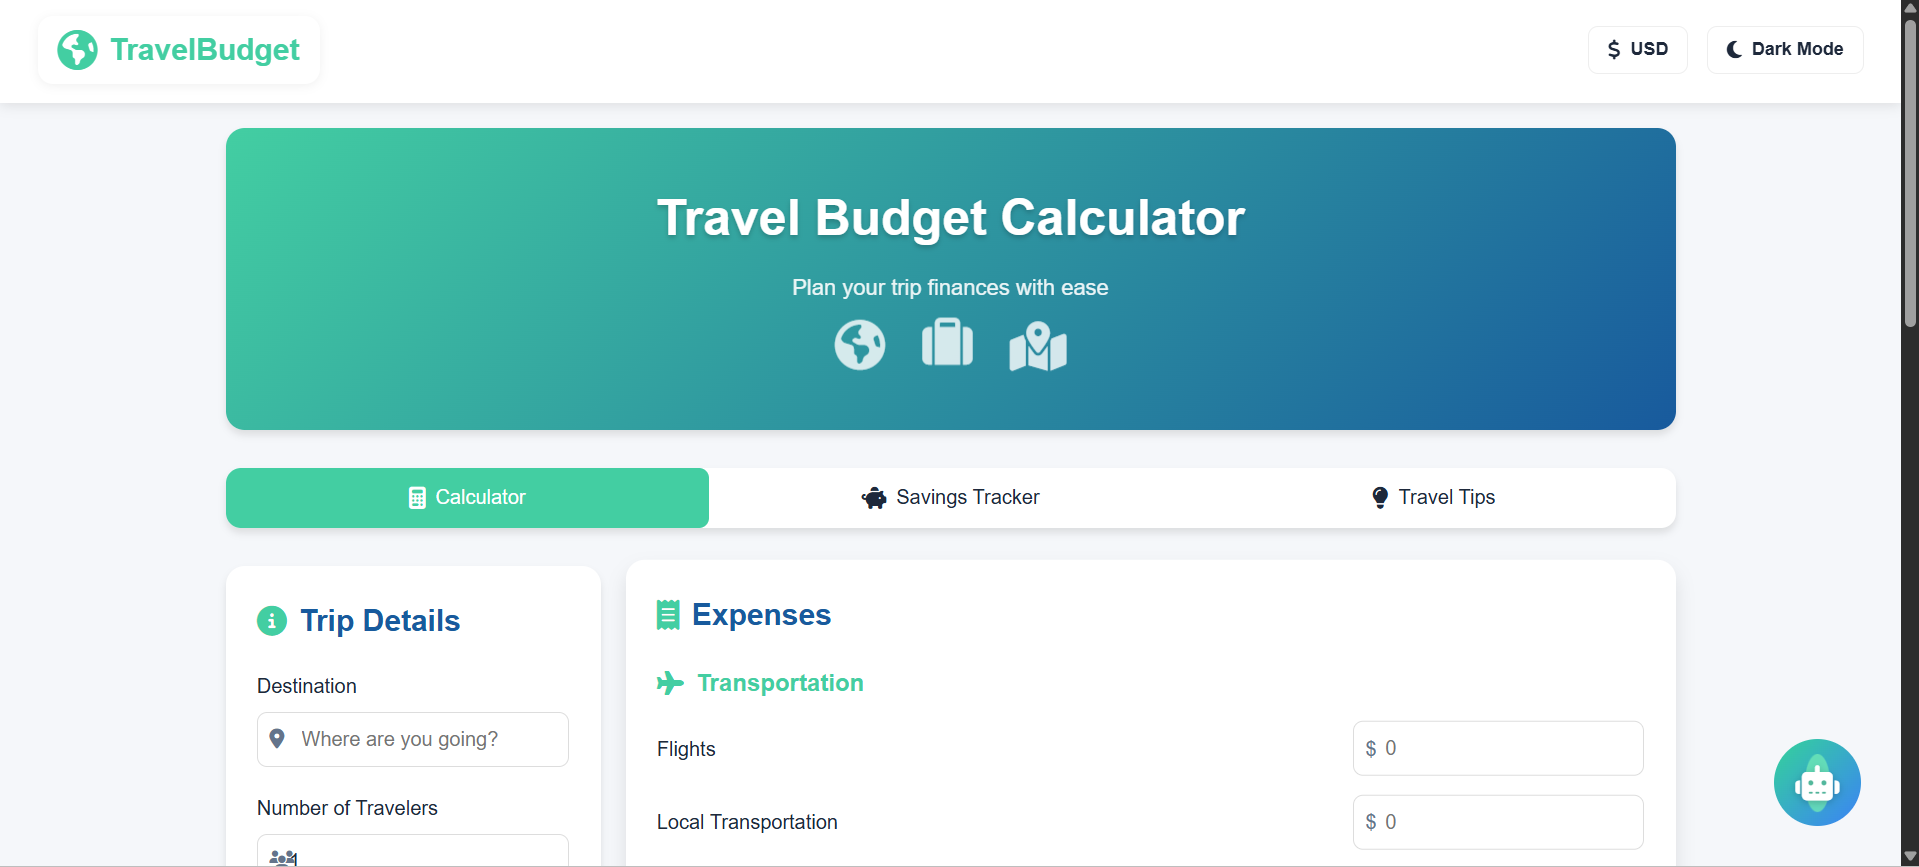 TravelBudget
$ USD
Dark Mode
Travel Budget Calculator
Plan your trip finances with ease
Calculator
Savings Tracker
Travel Tips
Trip Details
Destination
Where are you going?
Number of Travelers
1
Expenses
Transportation
Flights
$ 0
Local Transportation
$ 0